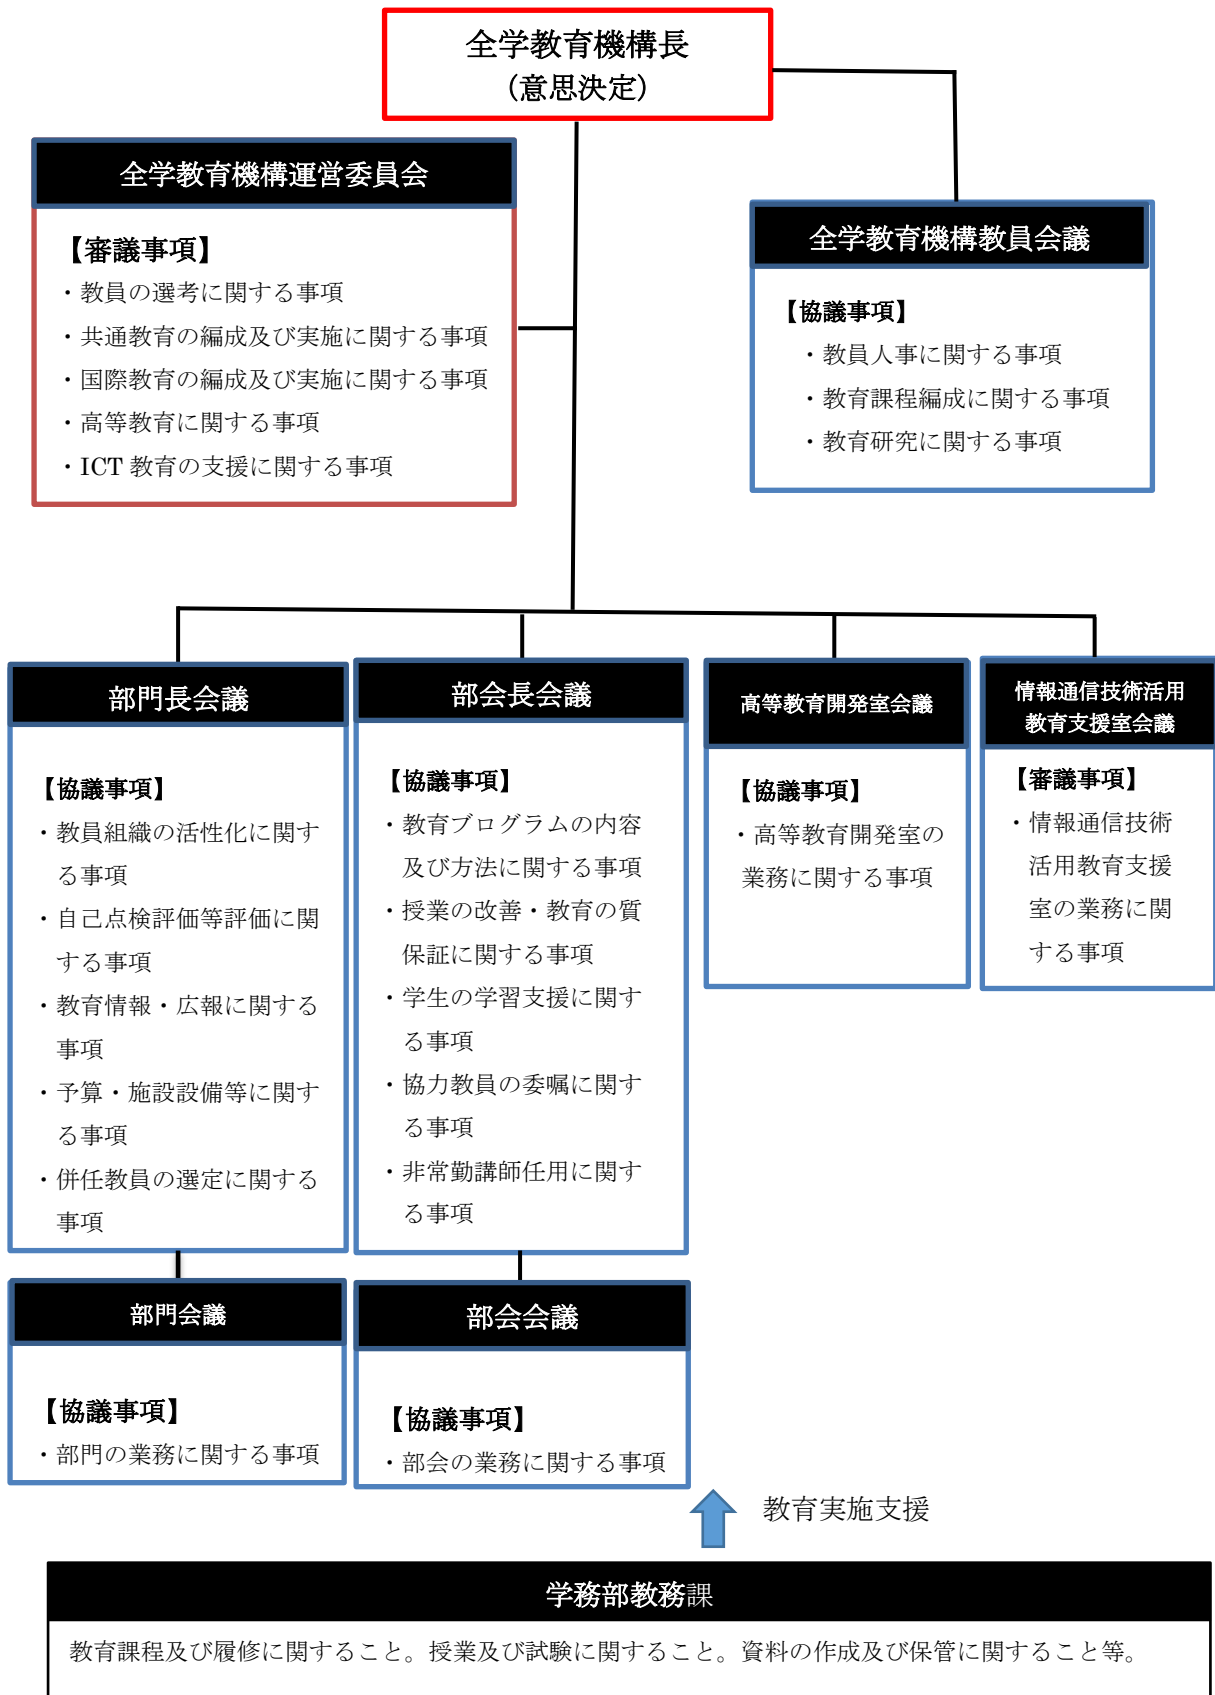 全学教育機構長
(意思決定)
全学教育機構運営委員会
【審議事項】
・教員の選考に関する事項
・共通教育の編成及び実施に関する事項
・国際教育の編成及び実施に関する事項
・高等教育に関する事項
・ICT 教育の支援に関する事項
全学教育機構教員会議
【協議事項】
・教員人事に関する事項
・教育課程編成に関する事項
・教育研究に関する事項
部門長会議
【協議事項】
・教員組織の活性化に関す
る事項
・自己点検評価等評価に関
する事項
・教育情報・広報に関する
事項
・予算・施設設備等に関す
る事項
・併任教員の選定に関する
事項
部会長会議
【協議事項】
・教育プログラムの内容
及び方法に関する事項
・授業の改善・教育の質
保証に関する事項
・学生の学習支援に関す
る事項
・協力教員の委嘱に関す
る事項
・非常勤講師任用に関す
る事項
高等教育開発室会議
【協議事項】
・高等教育開発室の
業務に関する事項
情報通信技術活用
教育支援室会議
【審議事項】
・情報通信技術
活用教育支援
室の業務に関
する事項
部門会議
【協議事項】
・部門の業務に関する事項
部会会議
【協議事項】
・部会の業務に関する事項
教育実施支援
学務部教務課
教育課程及び履修に関すること。授業及び試験に関すること。資料の作成及び保管に関すること等。